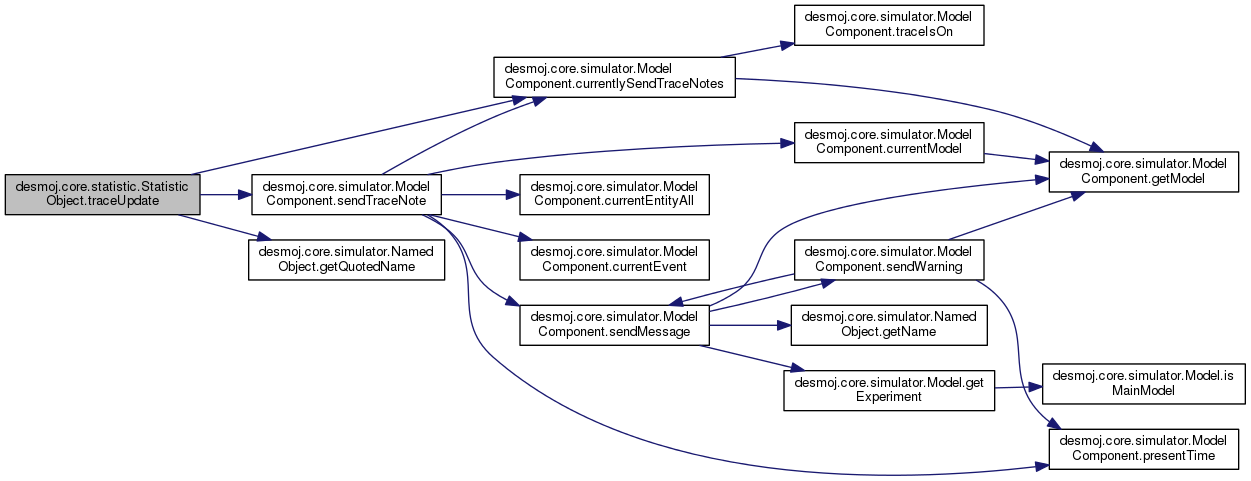 desmoj.core.simulator.Model
Component.traceIsOn
desmoj.core.simulator.Model
Component.currentlySendTraceNotes
desmoj.core.simulator.Model
Component.currentModel
desmoj.core.simulator.Model
Component.getModel
desmoj.core.statistic.Statistic
Object.traceUpdate
desmoj.core.simulator.Model
Component.sendTraceNote
desmoj.core.simulator.Model
Component.currentEntityAll
desmoj.core.simulator.Named
Object.getQuotedName
desmoj.core.simulator.Model
Component.currentEvent
desmoj.core.simulator.Model
Component.sendWarning
desmoj.core.simulator.Model
Component.sendMessage
desmoj.core.simulator.Named
Object.getName
desmoj.core.simulator.Model.get
Experiment
desmoj.core.simulator.Model.is
MainModel
desmoj.core.simulator.Model
Component.presentTime